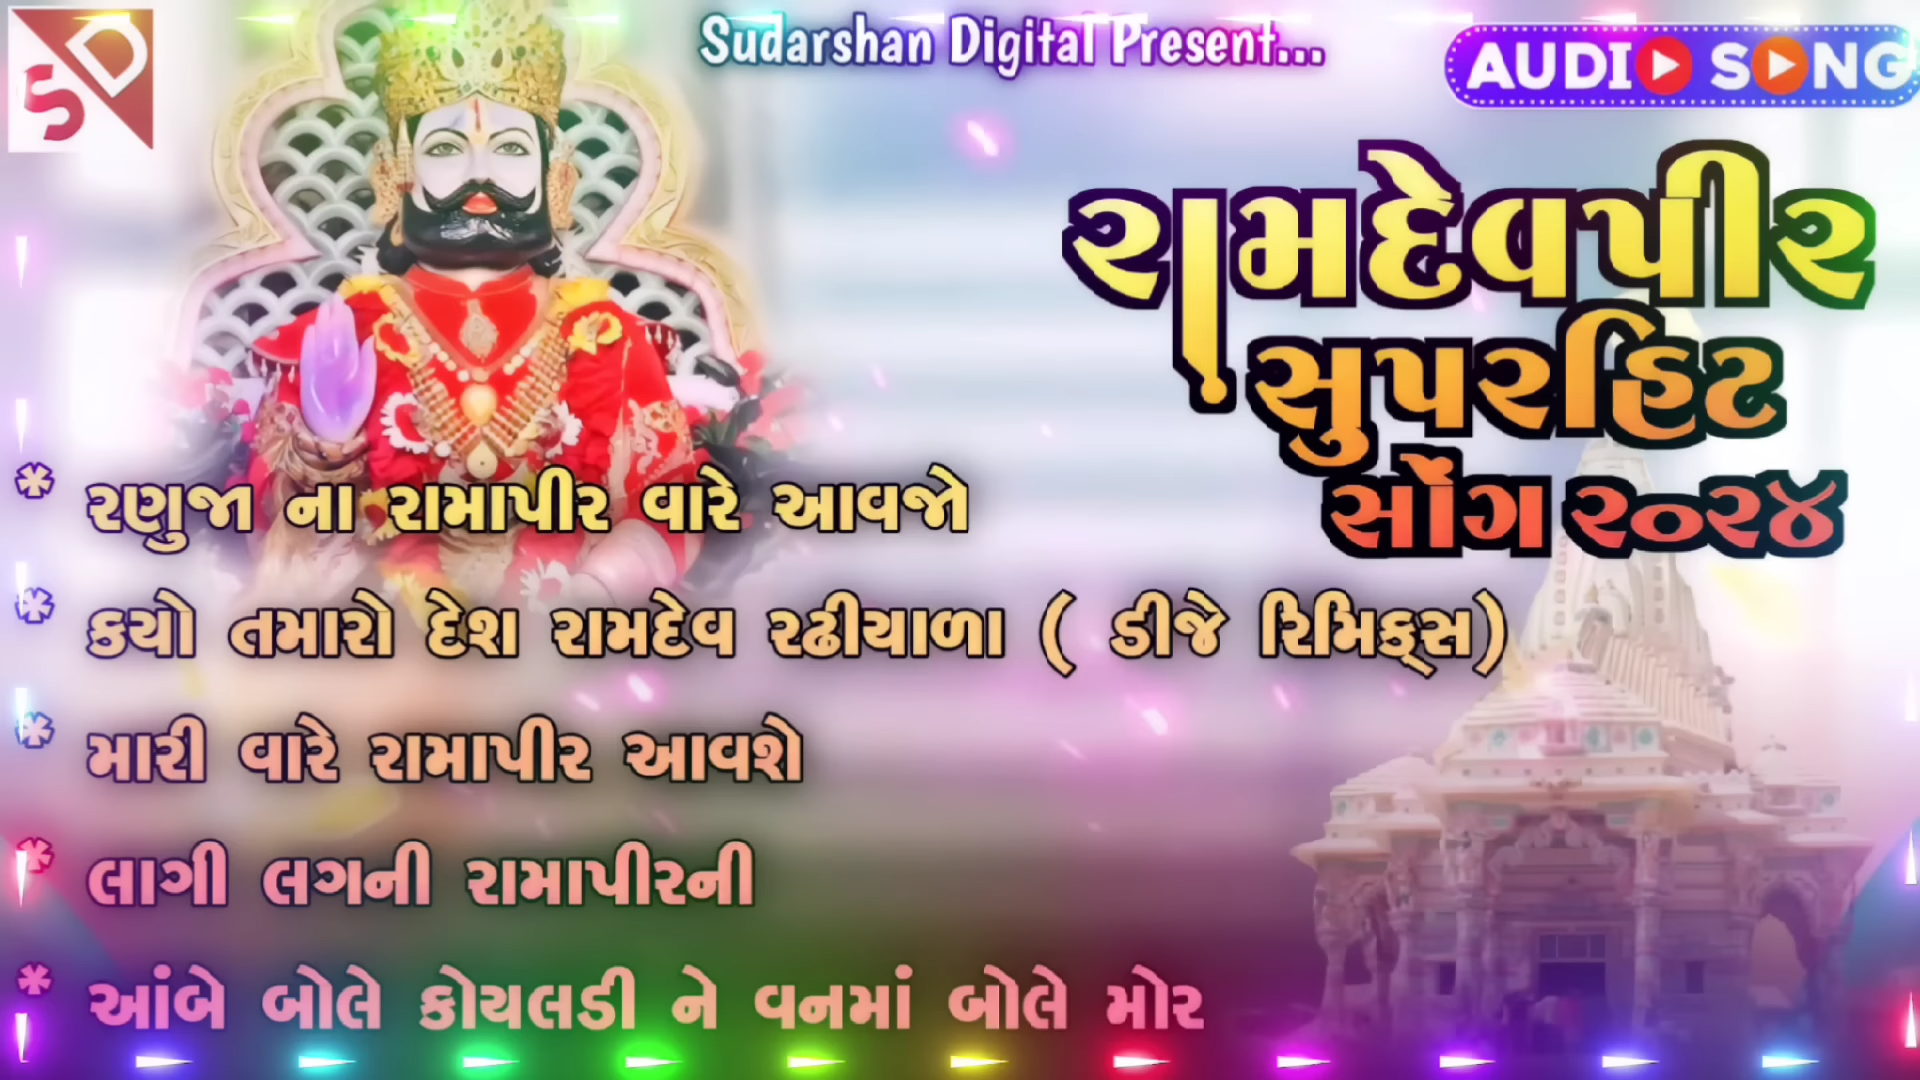 SD
Sudarshan Digital Present...
AUDIO SONG
રામદેવપીર
સુપરહિટ
સોંગ ૨૦૨૪
* રણુજા ના રામાપીર વારે આવજો
* કયો તમારો દેશ રામદેવ રઢીયાળા ( ડીજે રિમિક્સ)
* મારી વારે રામાપીર આવશે
* લાગી લગની રામાપીરની
* આંબે બોલે કોયલડી ને વનમાં બોલે મોર